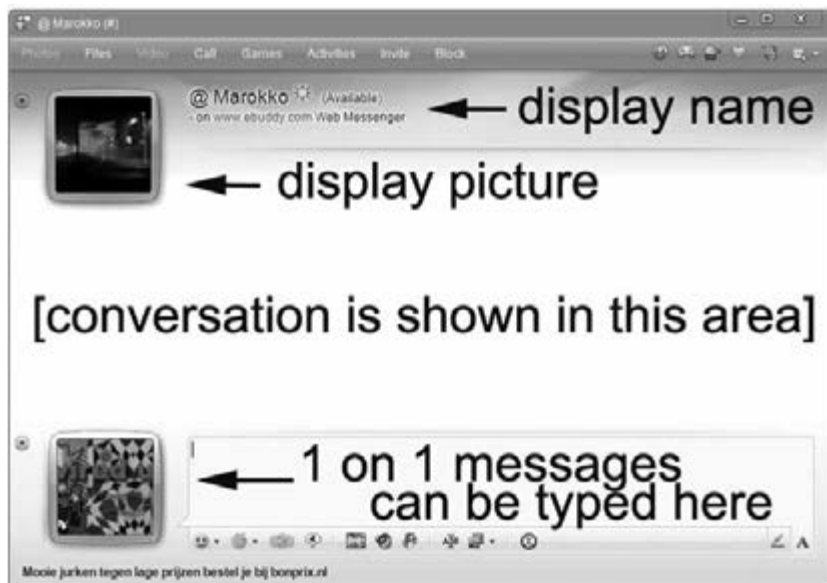 @ Marokko (#)
Photos Files Video Call Games Activities Invite Block
@ Marokko (Available)
- on www.ebuddy.com Web Messenger
display name
display picture
[conversation is shown in this area]
1 on 1 messages
can be typed here
A
Mooie jurken tegen lage prijzen bestel je bij bonprix.nl